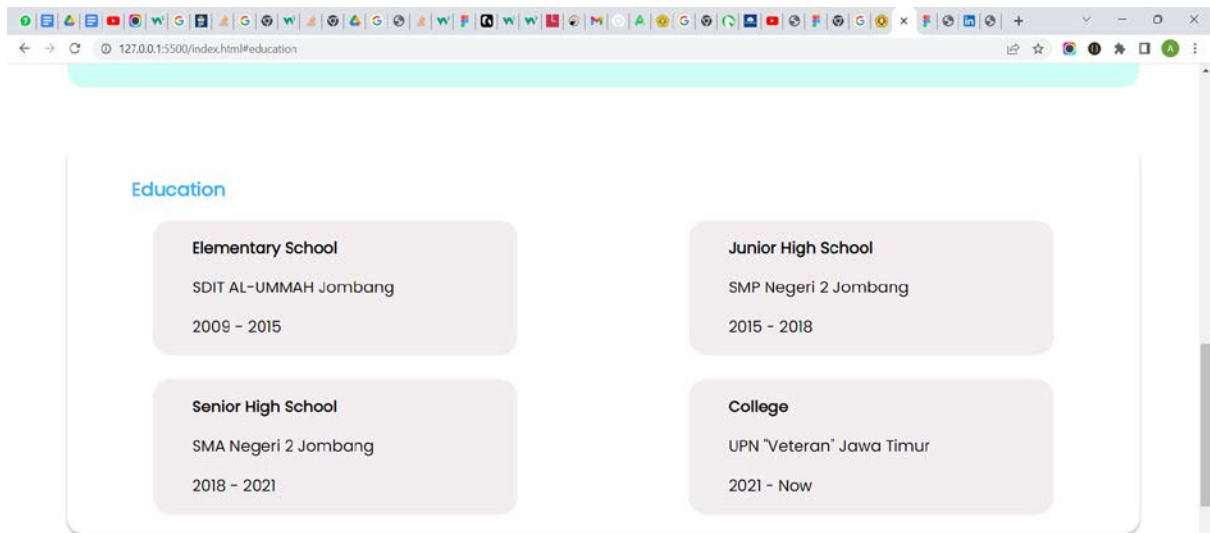 127.0.0.1:5500/index.html#education
Education
Elementary School
SDIT AL-UMMAH Jombang
2009 - 2015
Junior High School
SMP Negeri 2 Jombang
2015 - 2018
Senior High School
SMA Negeri 2 Jombang
2018 - 2021
College
UPN "Veteran" Jawa Timur
2021 - Now